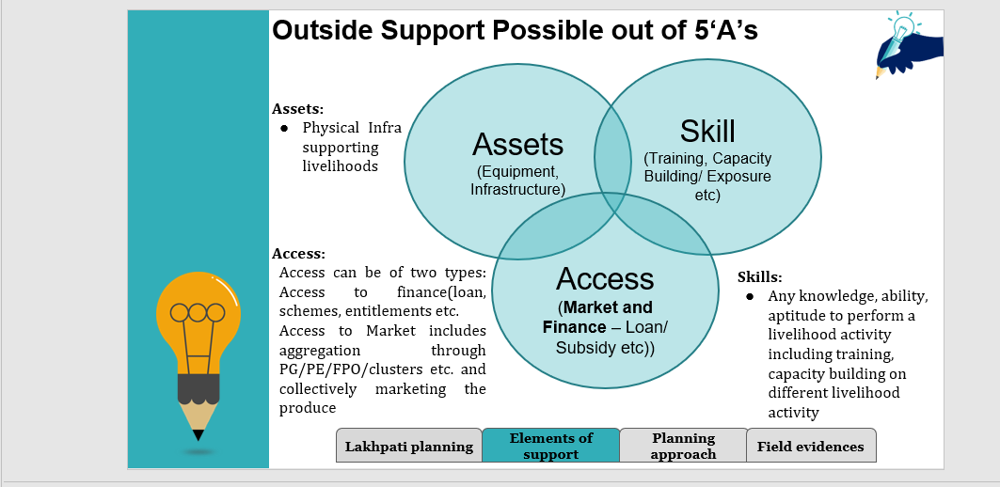 Outside Support Possible out of 5‘A’s
Assets:
● Physical Infra
supporting
livelihoods
Assets
(Equipment,
Infrastructure)
Skill
(Training, Capacity
Building/ Exposure
etc)
Access:
Access can be of two types:
Access to finance(loan,
schemes, entitlements etc.
Access to Market includes
aggregation through
PG/PE/FPO/clusters etc. and
collectively marketing the
produce
Access
(Market and
Finance – Loan/
Subsidy etc))
Skills:
● Any knowledge, ability,
aptitude to perform a
livelihood activity
including training,
capacity building on
different livelihood
activity
Lakhpati planning
Elements of
support
Planning
approach
Field evidences